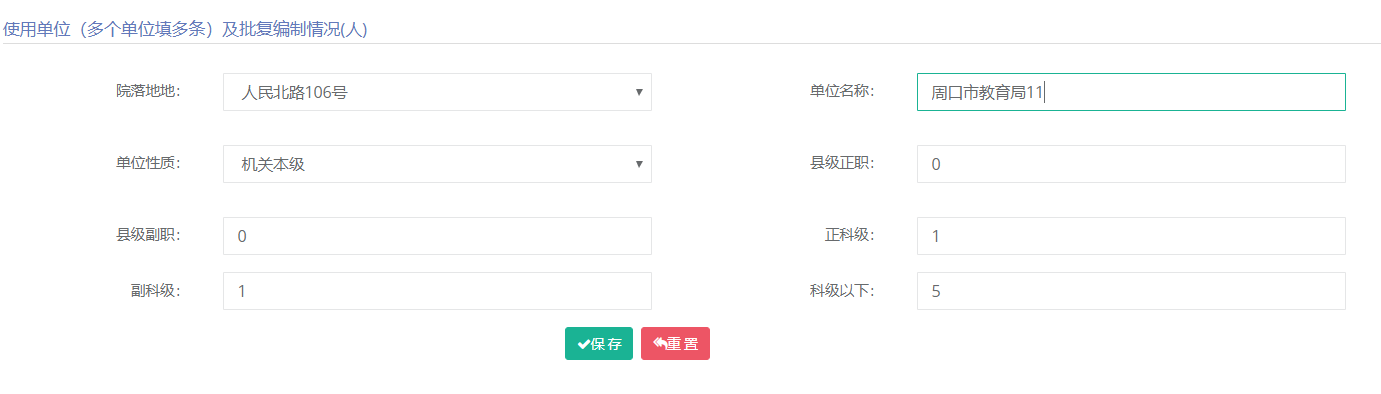 使用单位（多个单位填多条）及批复编制情况(人)
院落地地： 人民北路106号 单位名称： 周口市教育局11
单位性质： 机关本级 县级正职： 0
县级副职： 0 正科级： 1
副科级： 1 科级以下： 5
保存 重置